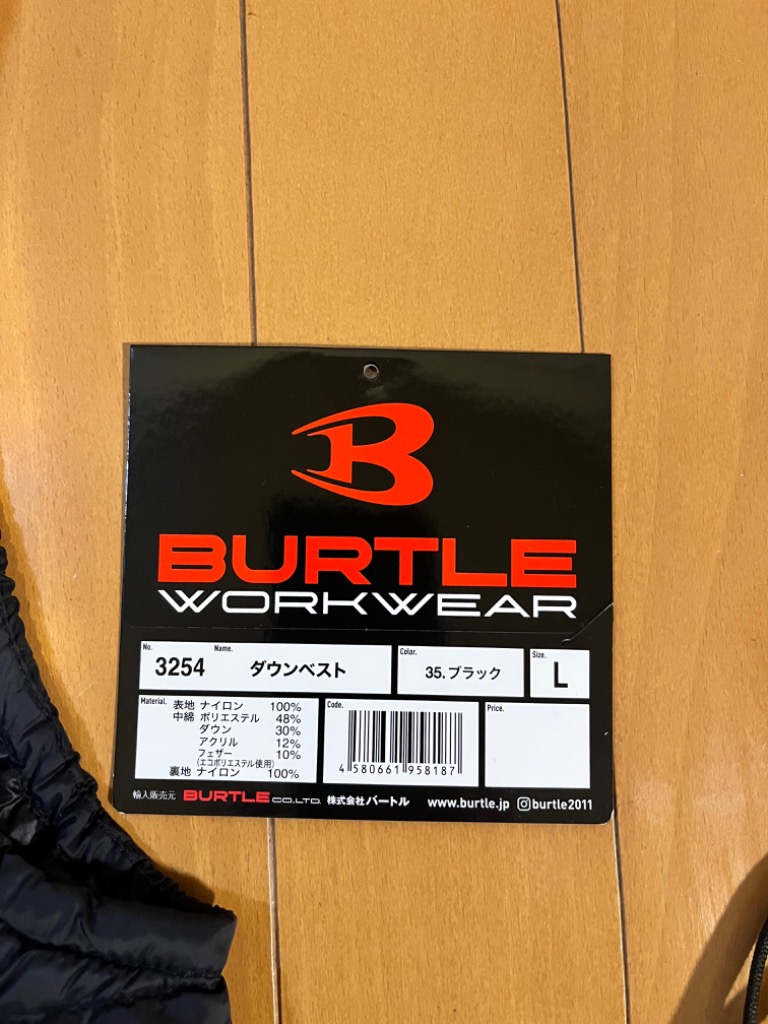 B
BURTLE
WORKWEAR
No. Name. Color. Size.
3254 ダウンベスト 35.ブラック L
Material. Code. Price.
表地 ナイロン 100%
中綿 ポリエステル 48%
ダウン 30%
アクリル 12%
フェザー 10%
(エコポリエステル使用)
裏地 ナイロン 100%
4 580661 958187
輸入販売元 BURTLE CO.,LTD. 株式会社バートル www.burtle.jp burtle2011